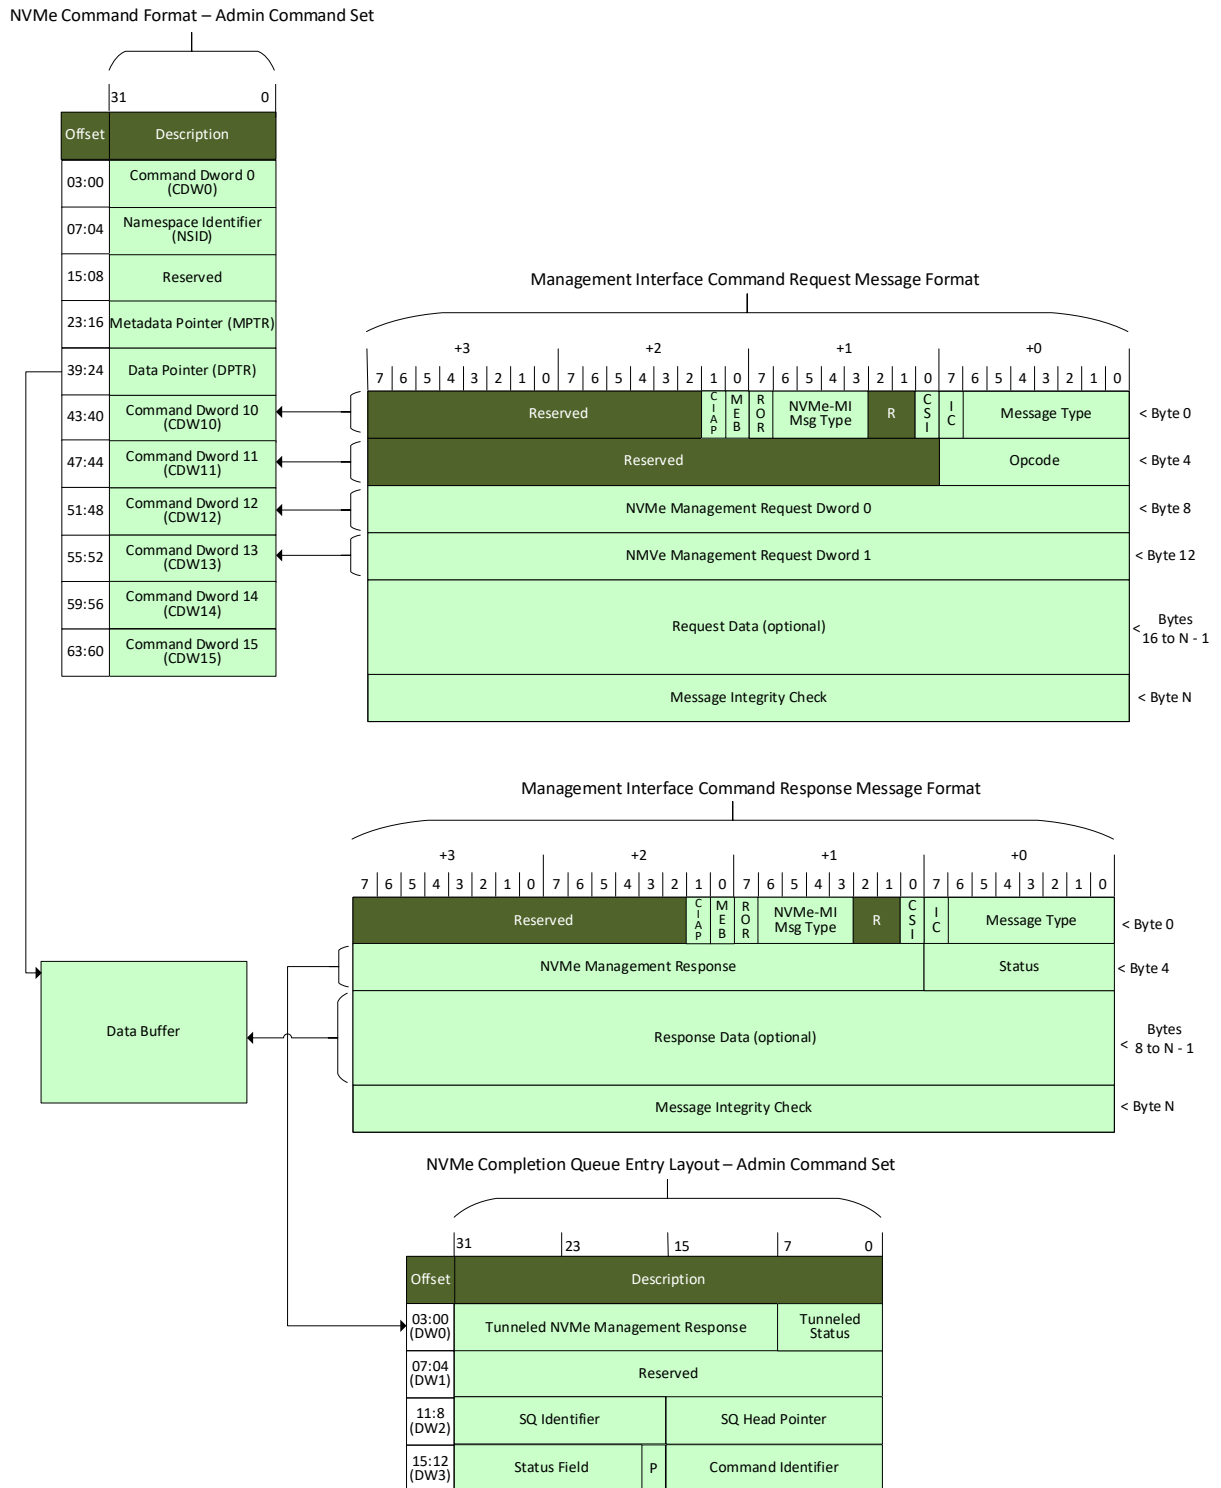 NVMe Command Format – Admin Command Set
31 0
Offset Description
03:00 Command Dword 0
(CDW0)
07:04 Namespace Identifier
(NSID)
15:08 Reserved
23:16 Metadata Pointer (MPTR)
39:24 Data Pointer (DPTR)
43:40 Command Dword 10
(CDW10)
47:44 Command Dword 11
(CDW11)
51:48 Command Dword 12
(CDW12)
55:52 Command Dword 13
(CDW13)
59:56 Command Dword 14
(CDW14)
63:60 Command Dword 15
(CDW15)
Management Interface Command Request Message Format
+3 +2 +1 +0
7 6 5 4 3 2 1 0 7 6 5 4 3 2 1 0 7 6 5 4 3 2 1 0 7 6 5 4 3 2 1 0
Reserved CIAP MEB ROR NVMe-MI
Msg Type R CSI IC Message Type < Byte 0
Reserved Opcode < Byte 4
NVMe Management Request Dword 0 < Byte 8
NMVe Management Request Dword 1 < Byte 12
Request Data (optional) < Bytes
16 to N - 1
Message Integrity Check < Byte N
Management Interface Command Response Message Format
+3 +2 +1 +0
7 6 5 4 3 2 1 0 7 6 5 4 3 2 1 0 7 6 5 4 3 2 1 0 7 6 5 4 3 2 1 0
Reserved CIAP MEB ROR NVMe-MI
Msg Type R CSI IC Message Type < Byte 0
NVMe Management Response Status < Byte 4
Response Data (optional) < Bytes
8 to N - 1
Message Integrity Check < Byte N
Data Buffer
NVMe Completion Queue Entry Layout – Admin Command Set
31 23 15 7 0
Offset Description
03:00
(DW0) Tunneled NVMe Management Response Tunneled
Status
07:04
(DW1) Reserved
11:8
(DW2) SQ Identifier SQ Head Pointer
15:12
(DW3) Status Field P Command Identifier